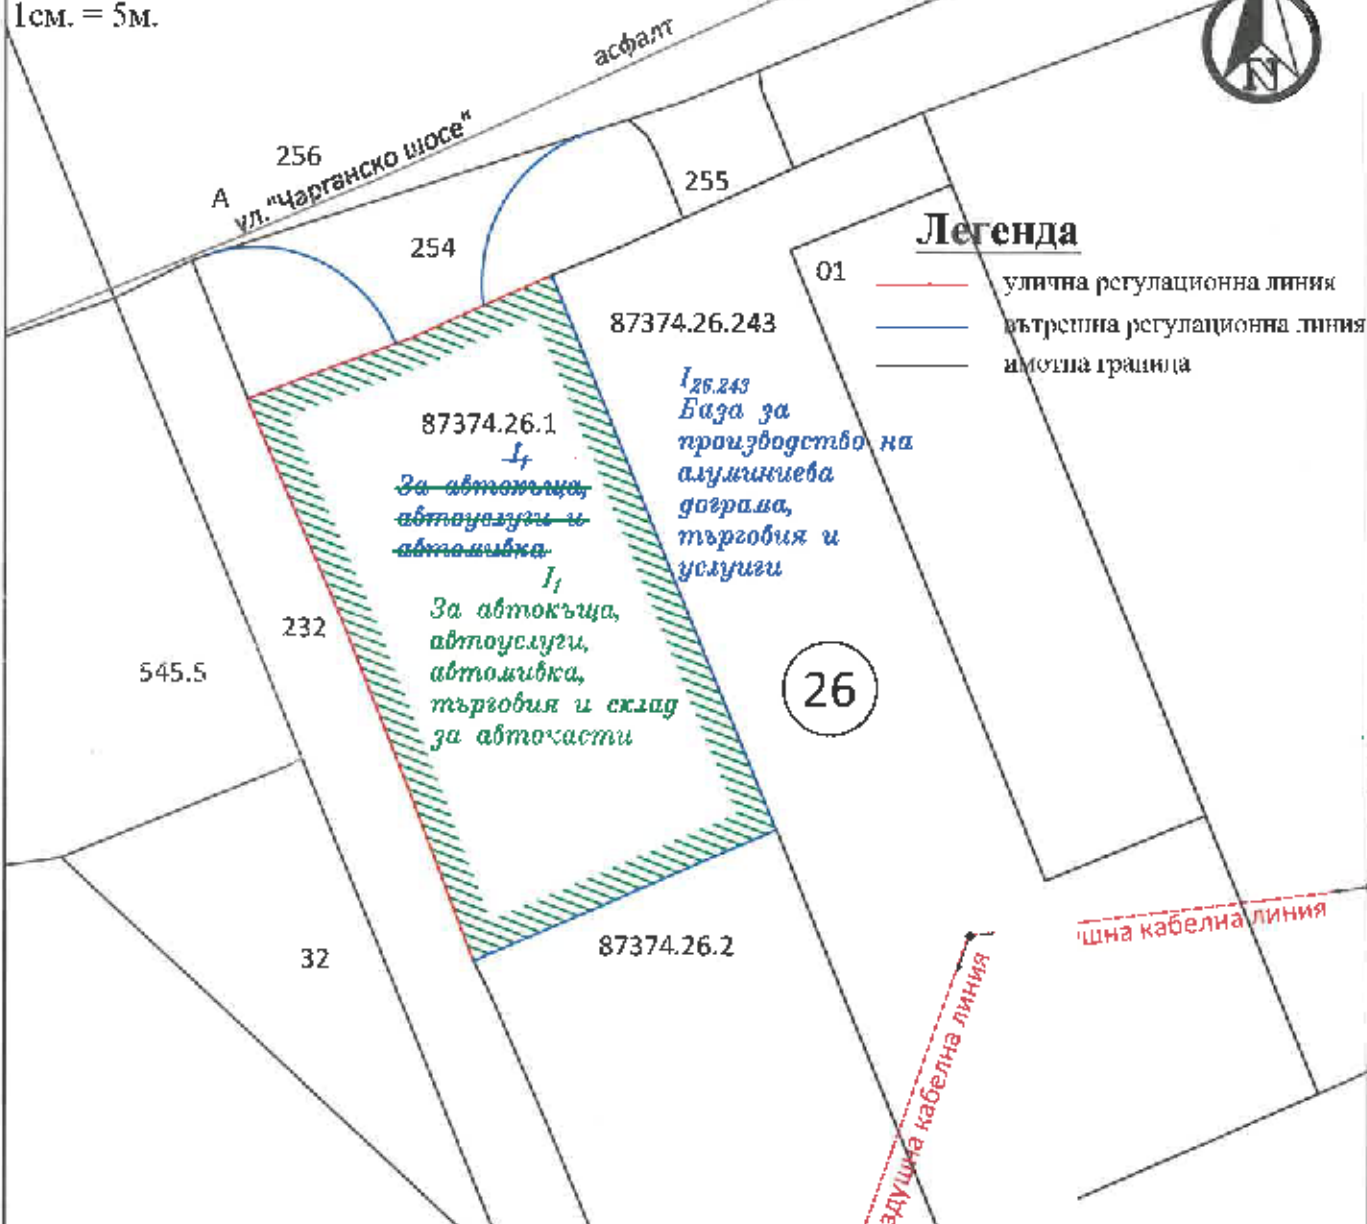 1см. = 5м.
асфалт
N
256
А
ул."Чарганско шосе"
254
255
01
Легенда
улична регулационна линия
вътрешна регулационна линия
имотна граница
87374.26.243
I26.243
База за
производство на
алуминиева
дограма,
търговия и
услуиги
87374.26.1
I1
За автокъща,
автоуслуги и
автомивка
I1
За автокъща,
автоуслуги,
автомивка,
търговия и склад
за авточасти
232
545.5
26
32
87374.26.2
шна кабелна линия
здушна кабелна линия